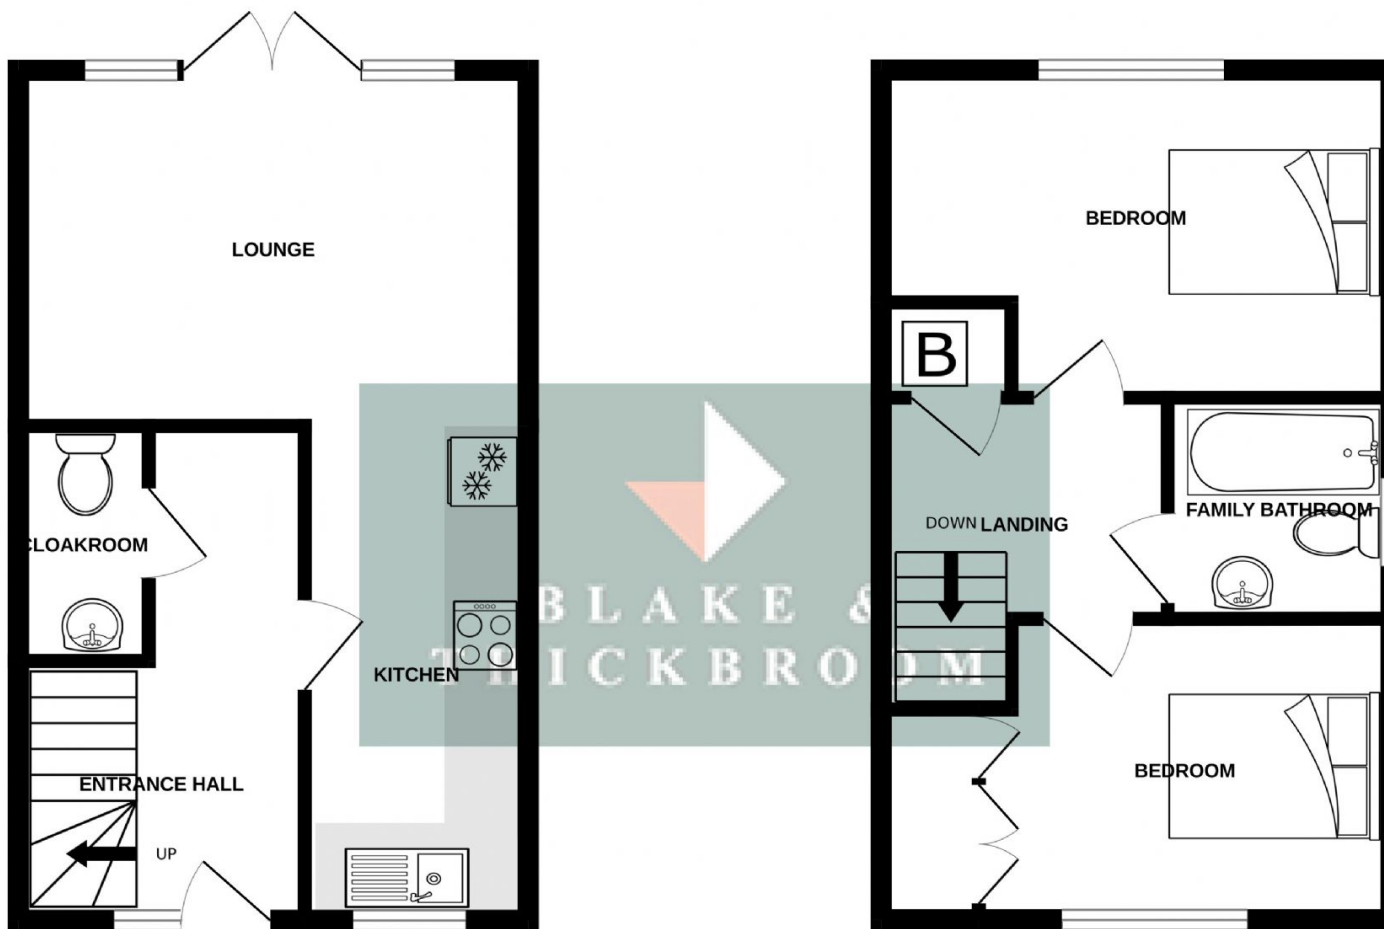 LOUNGE
CLOAKROOM
KITCHEN
ENTRANCE HALL
UP
BEDROOM
B
DOWN LANDING
FAMILY BATHROOM
BEDROOM
BLAKE &
THICKBROOM